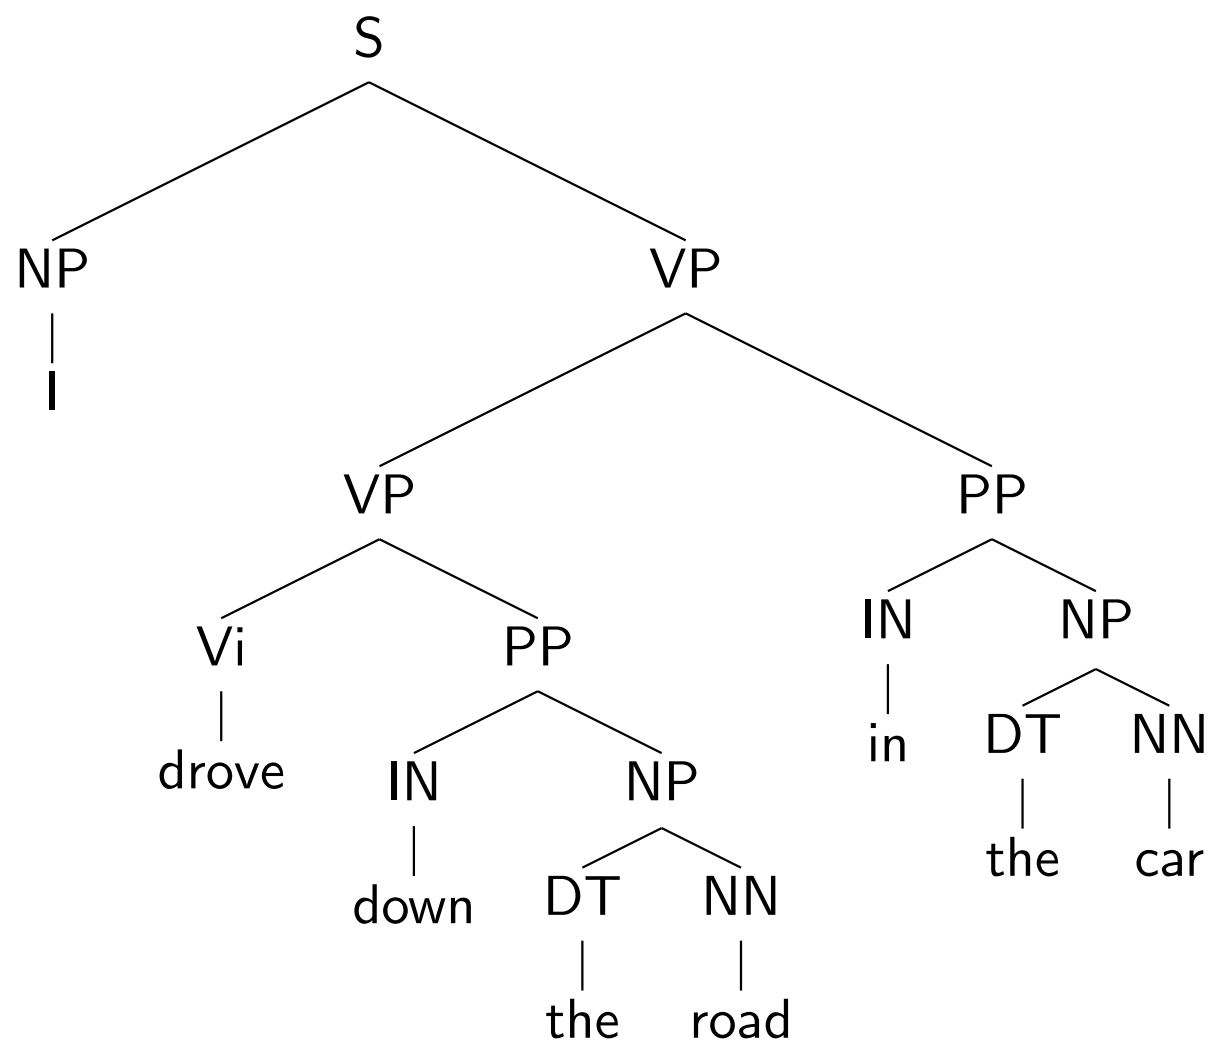 S
NP VP
I
VP PP
IN NP
Vi PP
in DT NN
drove IN NP
the car
down DT NN
the road